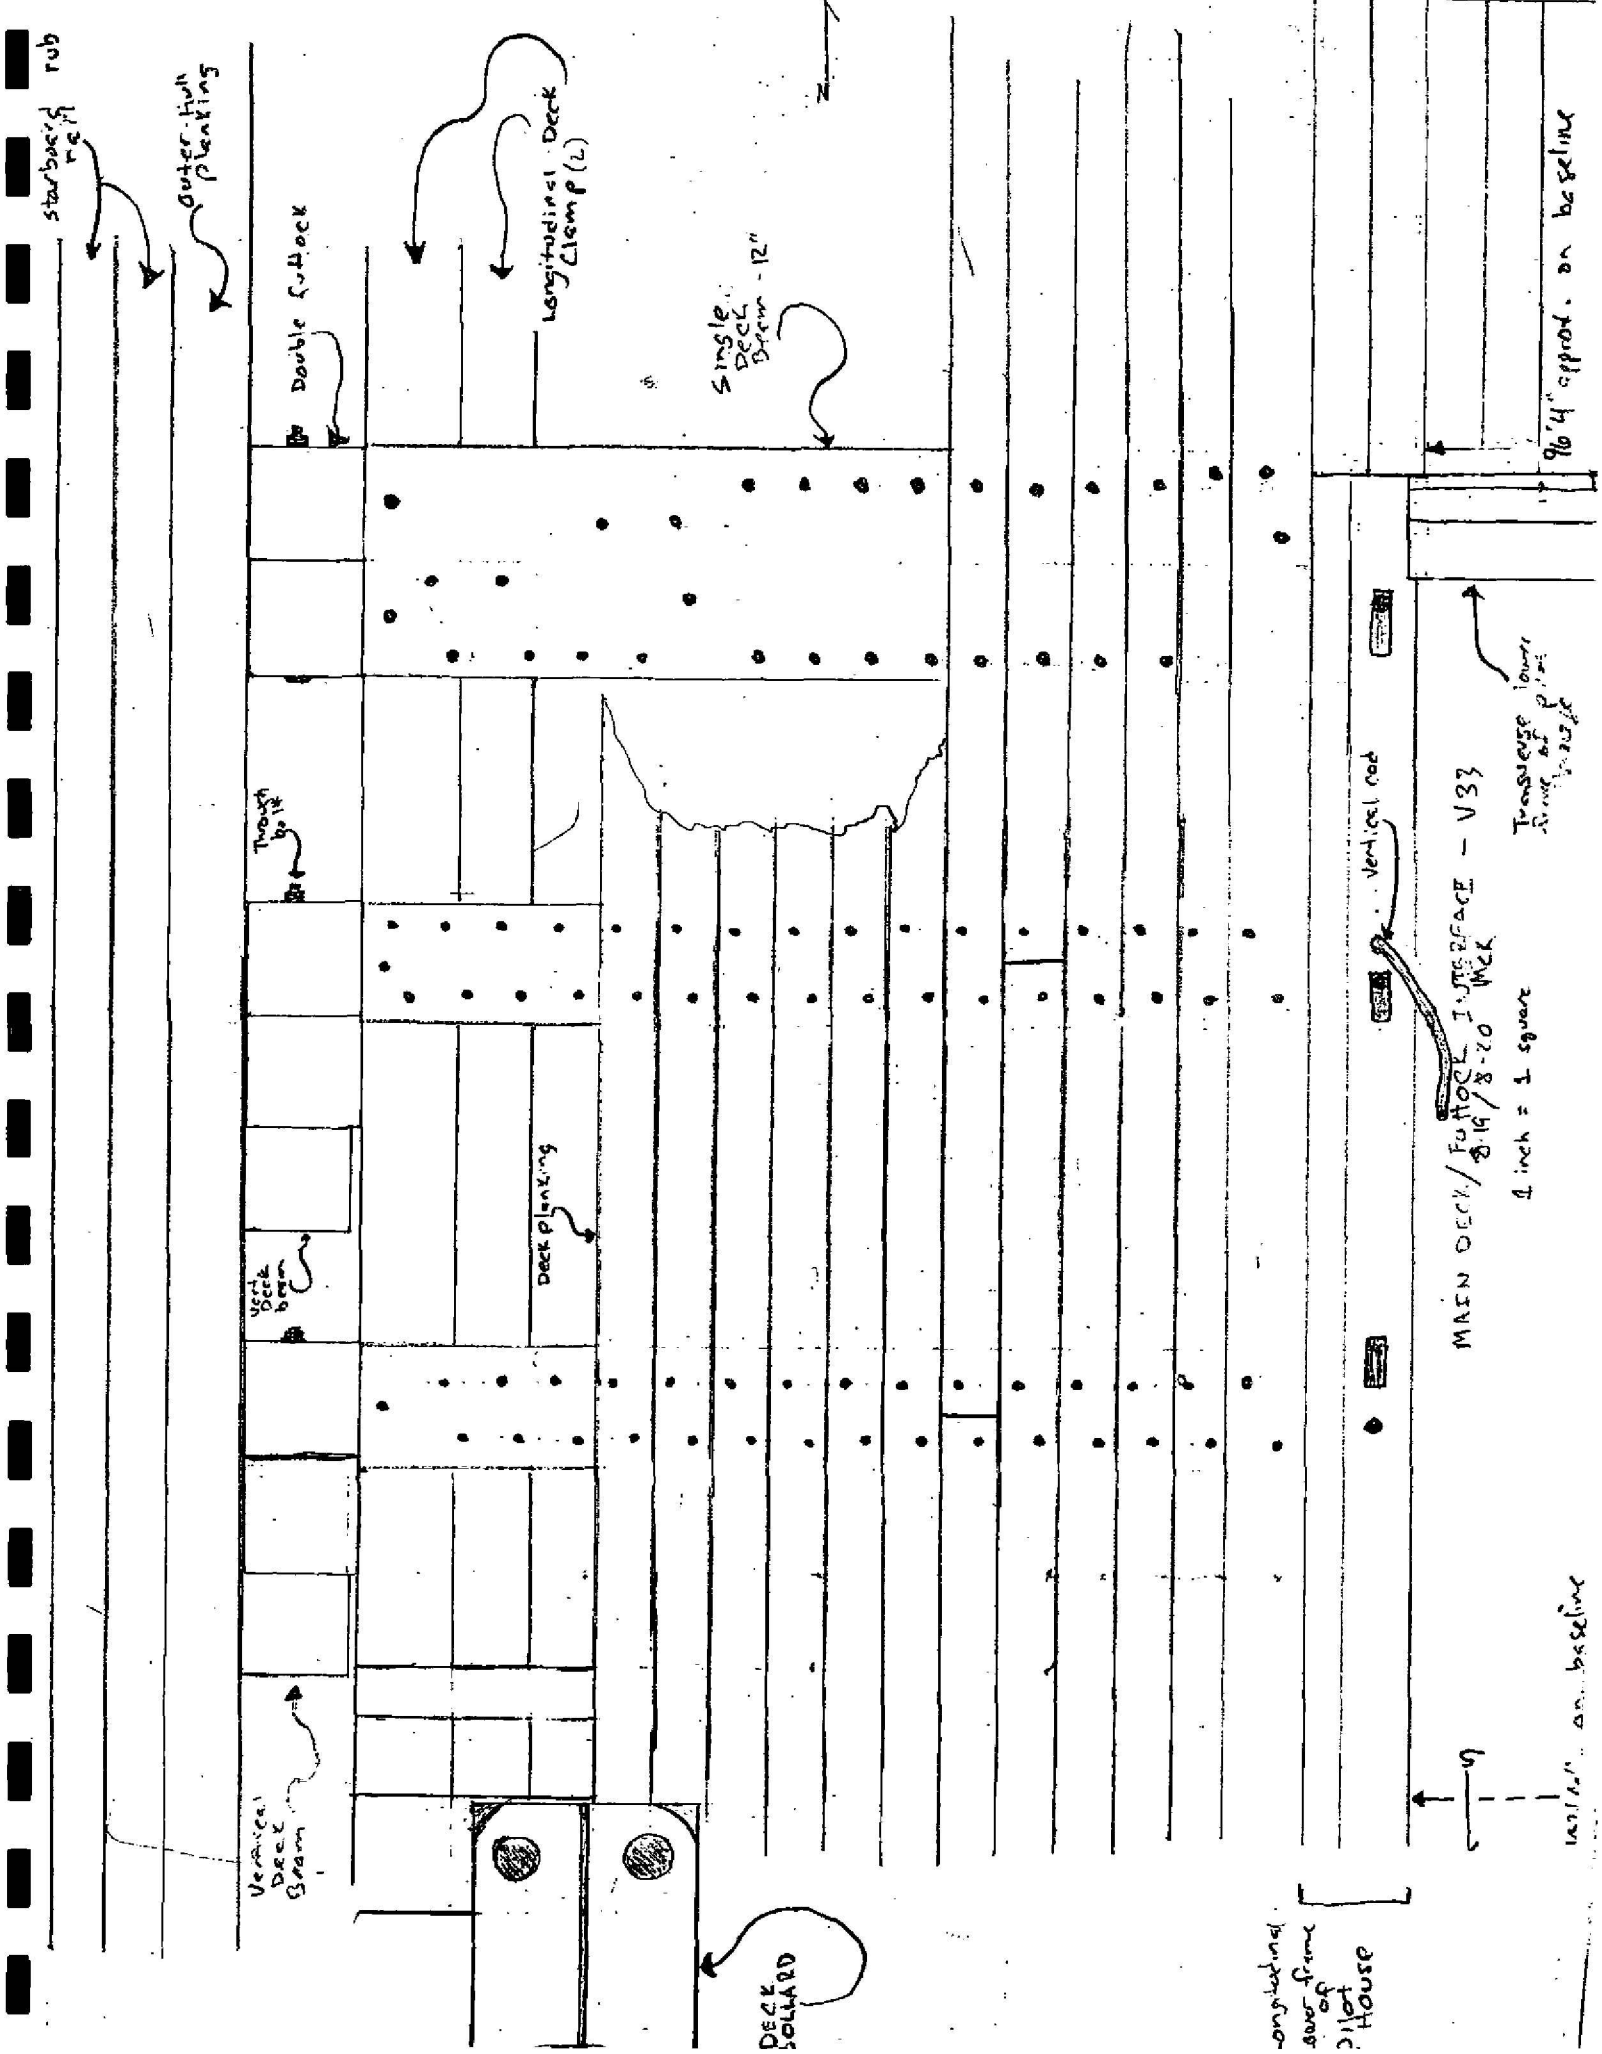 starboard rub
rail
Outer-Hull
Planking
Double futtock
Longitudinal Deck
Clamp (2)
Single
Deck
Beam - 12"
N
Through
bolt
Vert
Deck
beam
Deck planking
Vertical
Deck
Beam
DECK
BOLLARD
Longitudinal
lower frame
of
Pilot
House
vertical rod
Transverse lower
frame of pilot
house
MAIN DECK/FUTTOCK INTERFACE - V33
8-19/8-20 MCK
1 inch = 1 square
96'4" approx. on baseline
S
on baseline